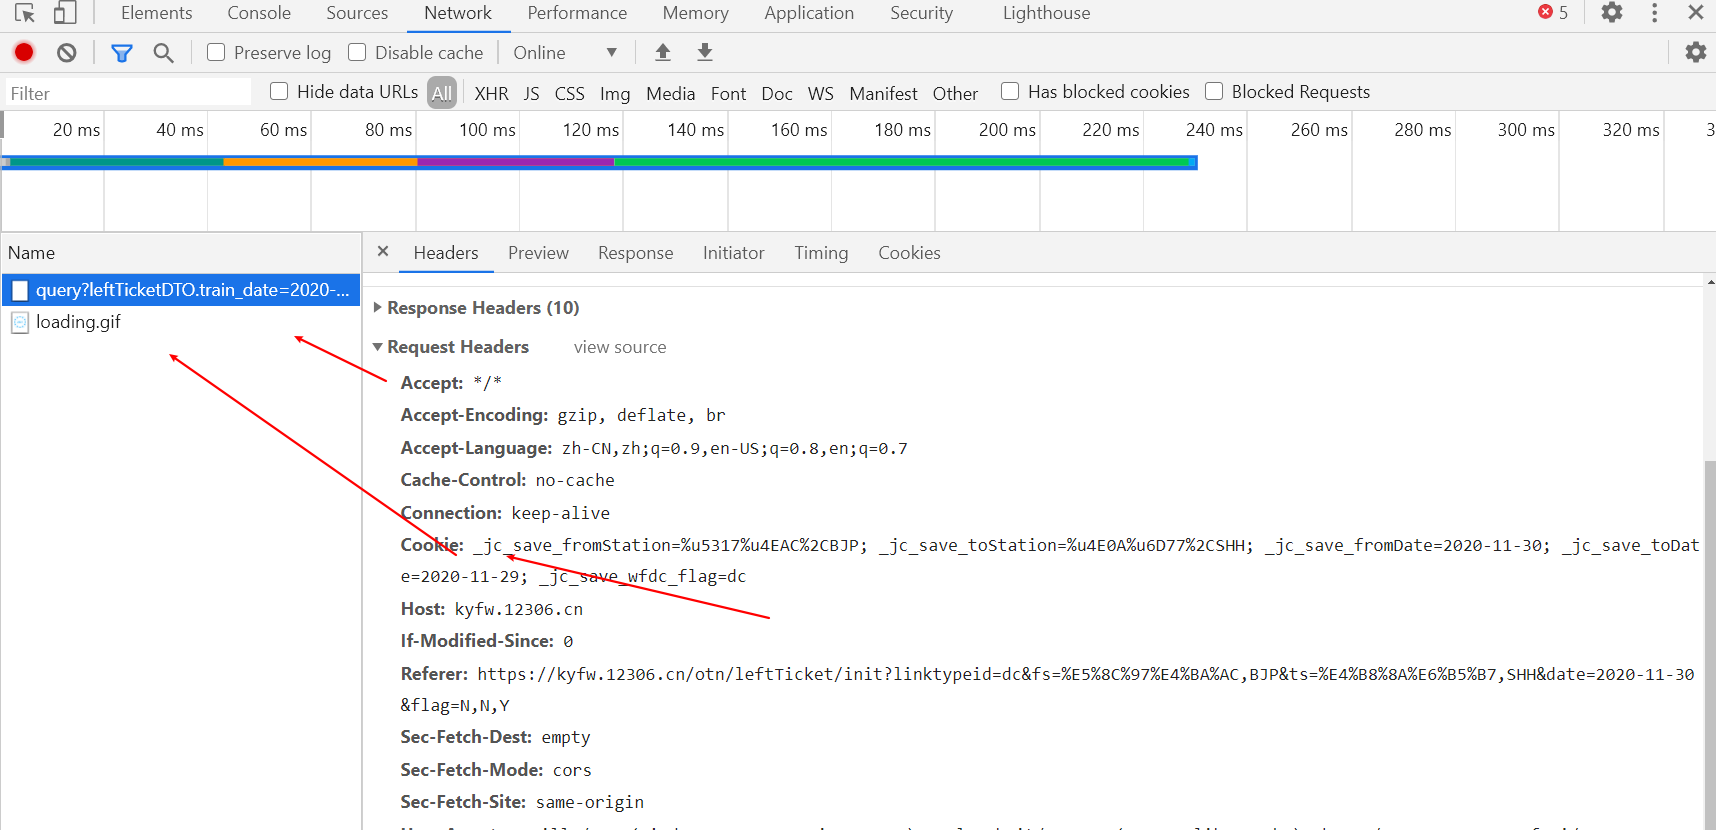 Elements Console Sources Network Performance Memory Application Security Lighthouse 5
Preserve log Disable cache Online
Filter Hide data URLs All XHR JS CSS Img Media Font Doc WS Manifest Other Has blocked cookies Blocked Requests
20 ms 40 ms 60 ms 80 ms 100 ms 120 ms 140 ms 160 ms 180 ms 200 ms 220 ms 240 ms 260 ms 280 ms 300 ms 320 ms 3
Name
query?leftTicketDTO.train_date=2020-...
loading.gif
Headers Preview Response Initiator Timing Cookies
Response Headers (10)
Request Headers view source
Accept: */*
Accept-Encoding: gzip, deflate, br
Accept-Language: zh-CN,zh;q=0.9,en-US;q=0.8,en;q=0.7
Cache-Control: no-cache
Connection: keep-alive
Cookie: _jc_save_fromStation=%u5317%u4EAC%2CBJP; _jc_save_toStation=%u4E0A%u6D77%2CSHH; _jc_save_fromDate=2020-11-30; _jc_save_toDat
e=2020-11-29; _jc_save_wfdc_flag=dc
Host: kyfw.12306.cn
If-Modified-Since: 0
Referer: https://kyfw.12306.cn/otn/leftTicket/init?linktypeid=dc&fs=%E5%8C%97%E4%BA%AC,BJP&ts=%E4%B8%8A%E6%B5%B7,SHH&date=2020-11-30
&flag=N,N,Y
Sec-Fetch-Dest: empty
Sec-Fetch-Mode: cors
Sec-Fetch-Site: same-origin